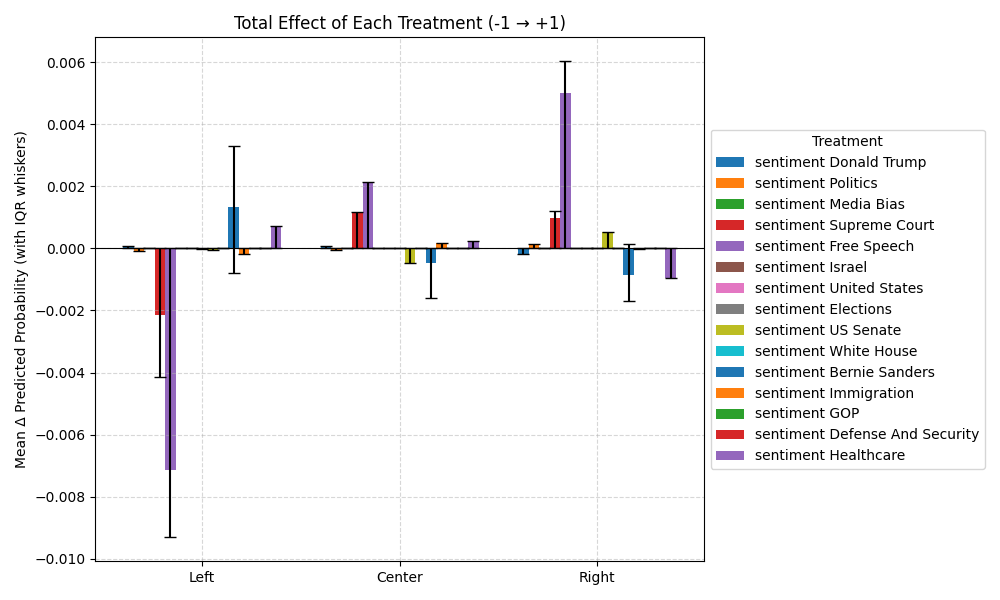 Total Effect of Each Treatment (-1 → +1)
Mean Δ Predicted Probability (with IQR whiskers)
0.006
0.004
0.002
0.000
−0.002
−0.004
−0.006
−0.008
−0.010
Left
Center
Right
Treatment
sentiment Donald Trump
sentiment Politics
sentiment Media Bias
sentiment Supreme Court
sentiment Free Speech
sentiment Israel
sentiment United States
sentiment Elections
sentiment US Senate
sentiment White House
sentiment Bernie Sanders
sentiment Immigration
sentiment GOP
sentiment Defense And Security
sentiment Healthcare